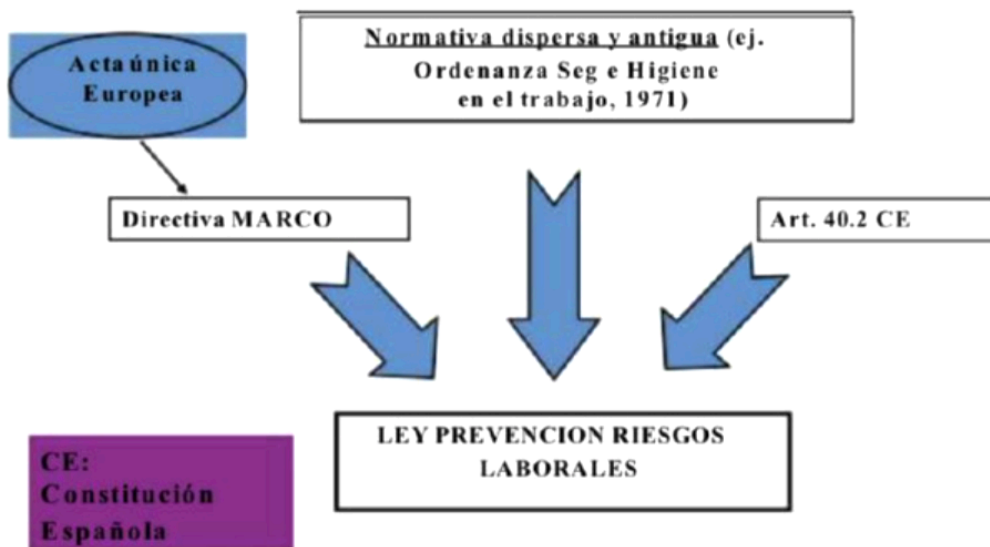 Acta única
Europea
Normativa dispersa y antigua (ej.
Ordenanza Seg e Higiene
en el trabajo, 1971)
Directiva MARCO
Art. 40.2 CE
LEY PREVENCION RIESGOS
LABORALES
CE:
Constitución
Española